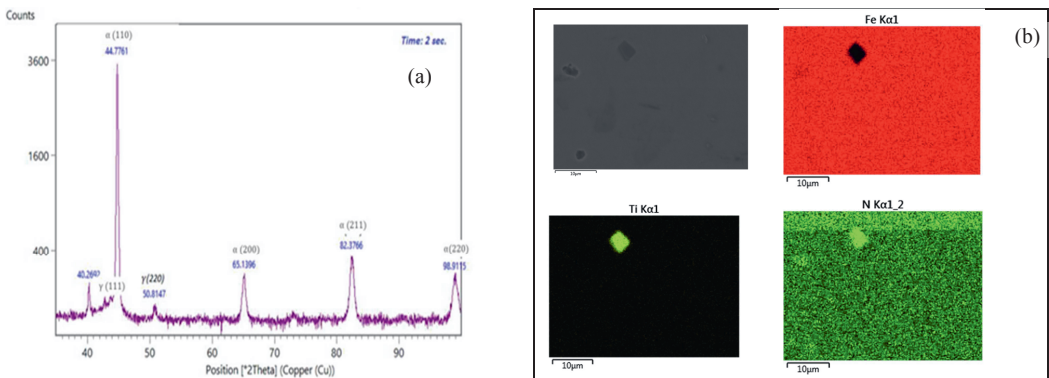 Counts
α (110)
44.7761
Time: 2 sec.
(a)
3600
1600
400
40.2692
γ (111)
γ(220)
50.8147
α (200)
65.1396
α (211)
82.3766
α(220)
98.9115
40
50
60
70
80
90
Position [°2Theta] (Copper (Cu))
Fe Kα1
(b)
10μm
10μm
Ti Kα1
N Kα1_2
10μm
10μm